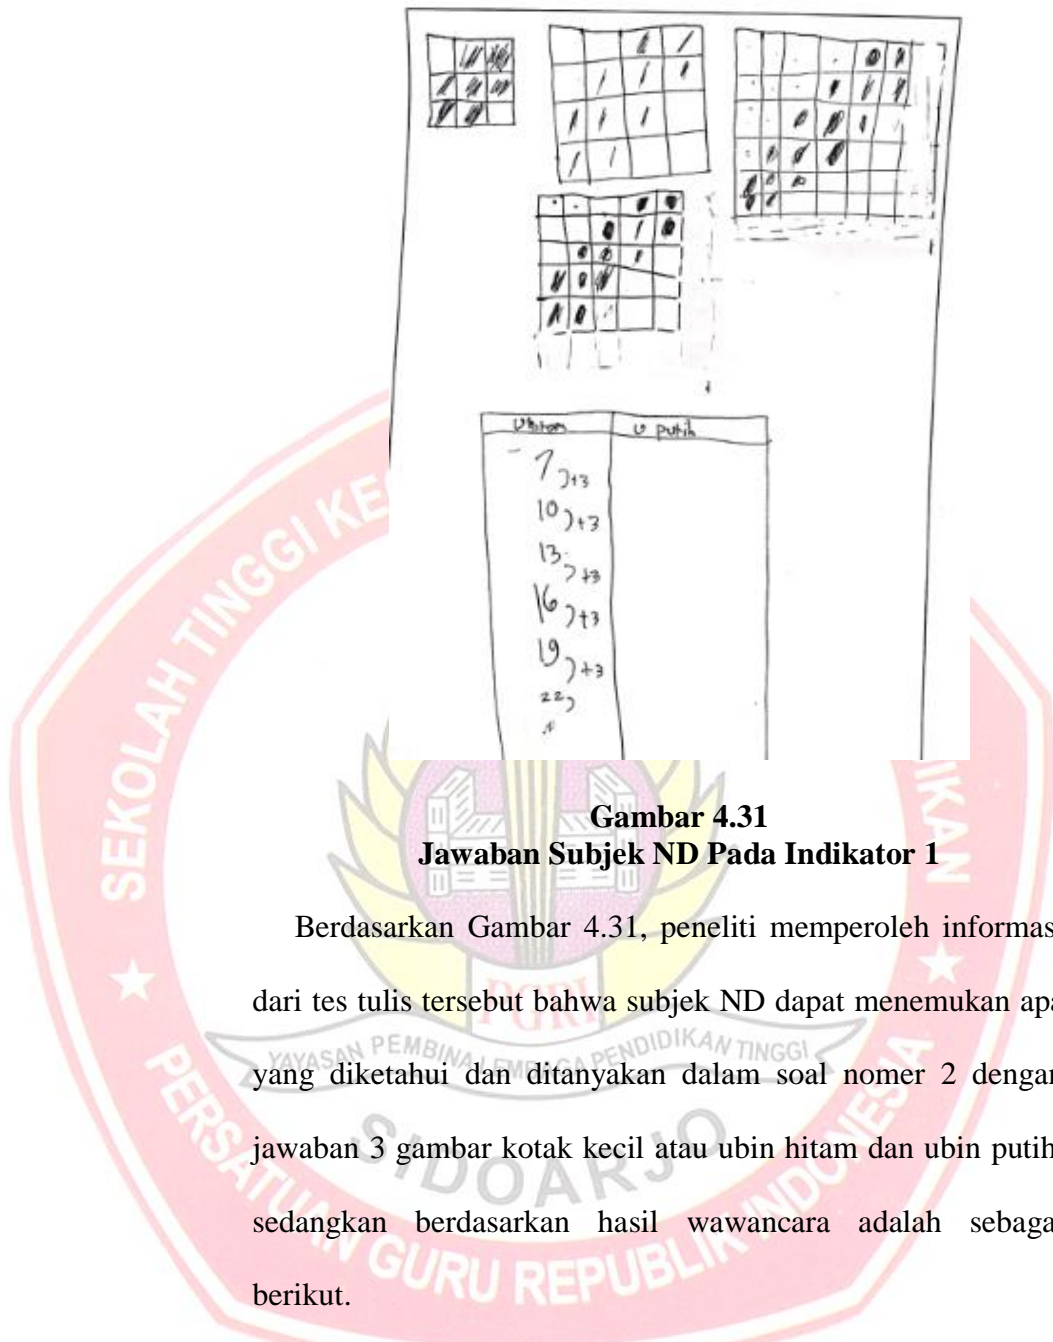 U hitam
U putih
7
)+3
10
)+3
13
)+3
16
)+3
19
)+3
22
Gambar 4.31
Jawaban Subjek ND Pada Indikator 1
Berdasarkan Gambar 4.31, peneliti memperoleh informas
dari tes tulis tersebut bahwa subjek ND dapat menemukan apa
yang diketahui dan ditanyakan dalam soal nomer 2 dengan
jawaban 3 gambar kotak kecil atau ubin hitam dan ubin putih
sedangkan berdasarkan hasil wawancara adalah sebaga
berikut.
SEKOLAH TINGGI KE
IKAN
PGRI
YAYASAN PEMBINA LEMBAGA PENDIDIKAN TINGGI
SIDOARJO
PERSATUAN GURU REPUBLIK INDONESIA